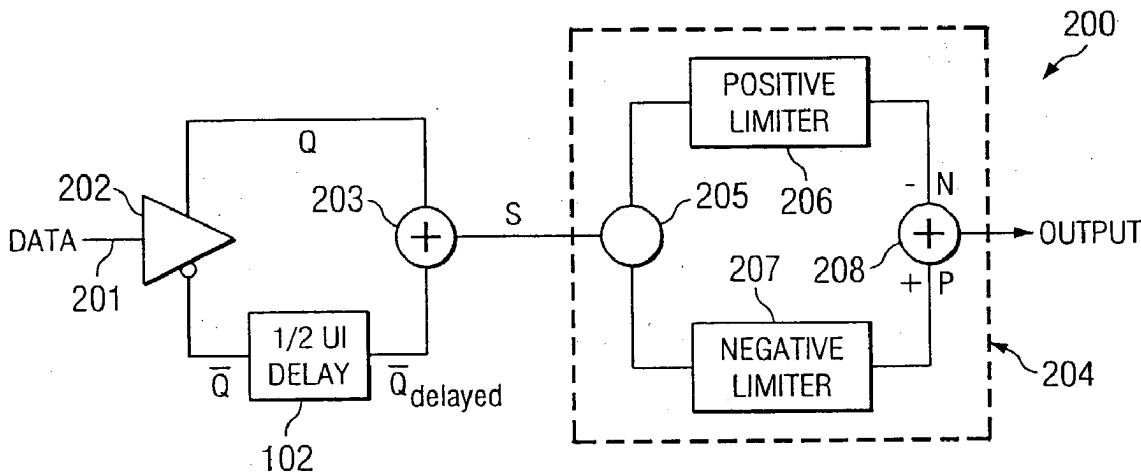 200
POSITIVE
LIMITER
Q
202
203
205
206
- N
DATA
+
S
+
OUTPUT
201
207
208
+ P
1/2 UI
DELAY
NEGATIVE
LIMITER
204
Q̅
Q̅delayed
102